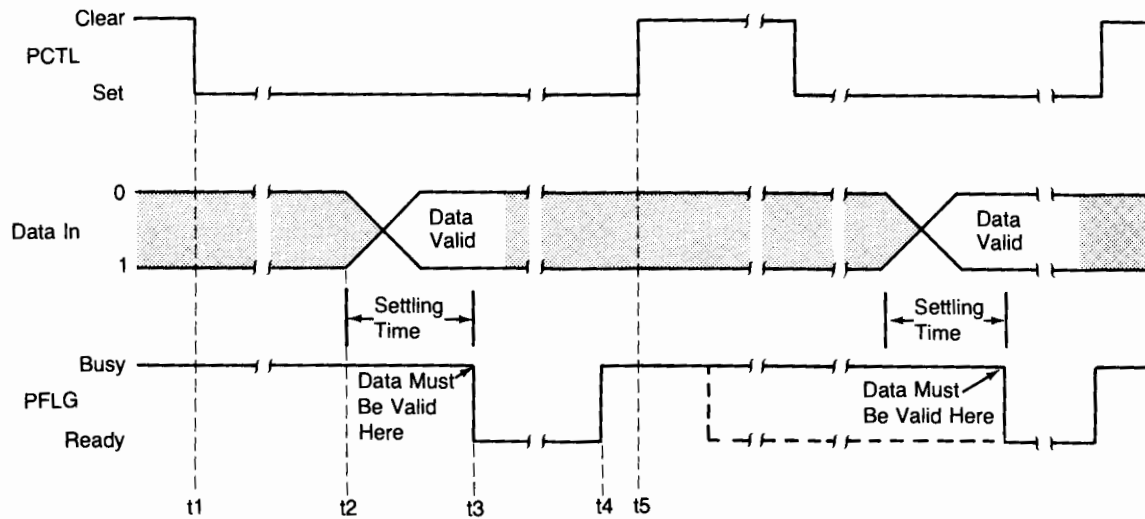 Clear
PCTL
Set
0
Data In
1
Data
Valid
Data
Valid
Settling
Time
Settling
Time
Busy
PFLG
Ready
Data Must
Be Valid
Here
Data Must
Be Valid Here
t1
t2
t3
t4
t5